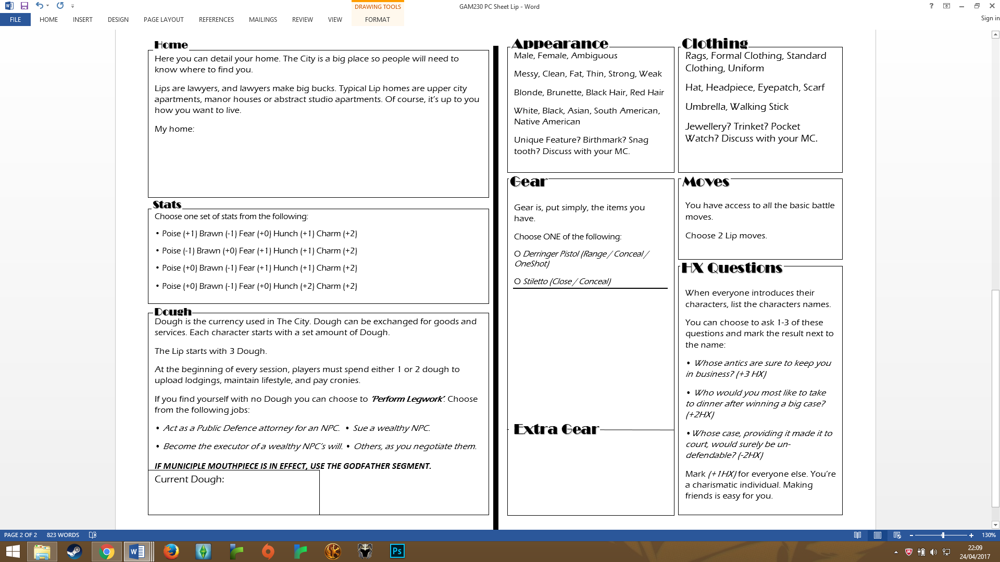 DRAWING TOOLS
GAM230 PC Sheet Lip - Word
?
FILE
HOME
INSERT
DESIGN
PAGE LAYOUT
REFERENCES
MAILINGS
REVIEW
VIEW
FORMAT
Sign in
Home
Here you can detail your home. The City is a big place so people will need to
know where to find you.
Lips are lawyers, and lawyers make big bucks. Typical Lip homes are upper city
apartments, manor houses or abstract studio apartments. Of course, it's up to you
how you want to live.
My home:
Stats
Choose one set of stats from the following:
• Poise (+1) Brawn (-1) Fear (+0) Hunch (+1) Charm (+2)
• Poise (-1) Brawn (+0) Fear (+1) Hunch (+1) Charm (+2)
• Poise (+0) Brawn (-1) Fear (+1) Hunch (+1) Charm (+2)
• Poise (+0) Brawn (-1) Fear (+0) Hunch (+2) Charm (+2)
Dough
Dough is the currency used in The City. Dough can be exchanged for goods and
services. Each character starts with a set amount of Dough.
The Lip starts with 3 Dough.
At the beginning of every session, players must spend either 1 or 2 dough to
upload lodgings, maintain lifestyle, and pay cronies.
If you find yourself with no Dough you can choose to 'Perform Legwork'. Choose
from the following jobs:
• Act as a Public Defence attorney for an NPC. • Sue a wealthy NPC.
• Become the executor of a wealthy NPC's will. • Others, as you negotiate them.
IF MUNICIPLE MOUTHPIECE IS IN EFFECT, USE THE GODFATHER SEGMENT.
Current Dough:
Appearance
Male, Female, Ambiguous
Messy, Clean, Fat, Thin, Strong, Weak
Blonde, Brunette, Black Hair, Red Hair
White, Black, Asian, South American,
Native American
Unique Feature? Birthmark? Snag
tooth? Discuss with your MC.
Clothing
Rags, Formal Clothing, Standard
Clothing, Uniform
Hat, Headpiece, Eyepatch, Scarf
Umbrella, Walking Stick
Jewellery? Trinket? Pocket
Watch? Discuss with your MC.
Gear
Gear is, put simply, the items you
have.
Choose ONE of the following:
O Derringer Pistol (Range / Conceal /
OneShot)
O Stiletto (Close / Conceal)
Extra Gear
Moves
You have access to all the basic battle
moves.
Choose 2 Lip moves.
HX Questions
When everyone introduces their
characters, list the characters names.
You can choose to ask 1-3 of these
questions and mark the result next to
the name:
• Whose antics are sure to keep you
in business? (+3 HX)
• Who would you most like to take
to dinner after winning a big case?
(+2HX)
• Whose case, providing it made it to
court, would surely be un-
defendable? (-2HX)
Mark (+1HX) for everyone else. You're
a charismatic individual. Making
friends is easy for you.
PAGE 2 OF 2
823 WORDS
130%
Ps
22:09
24/04/2017